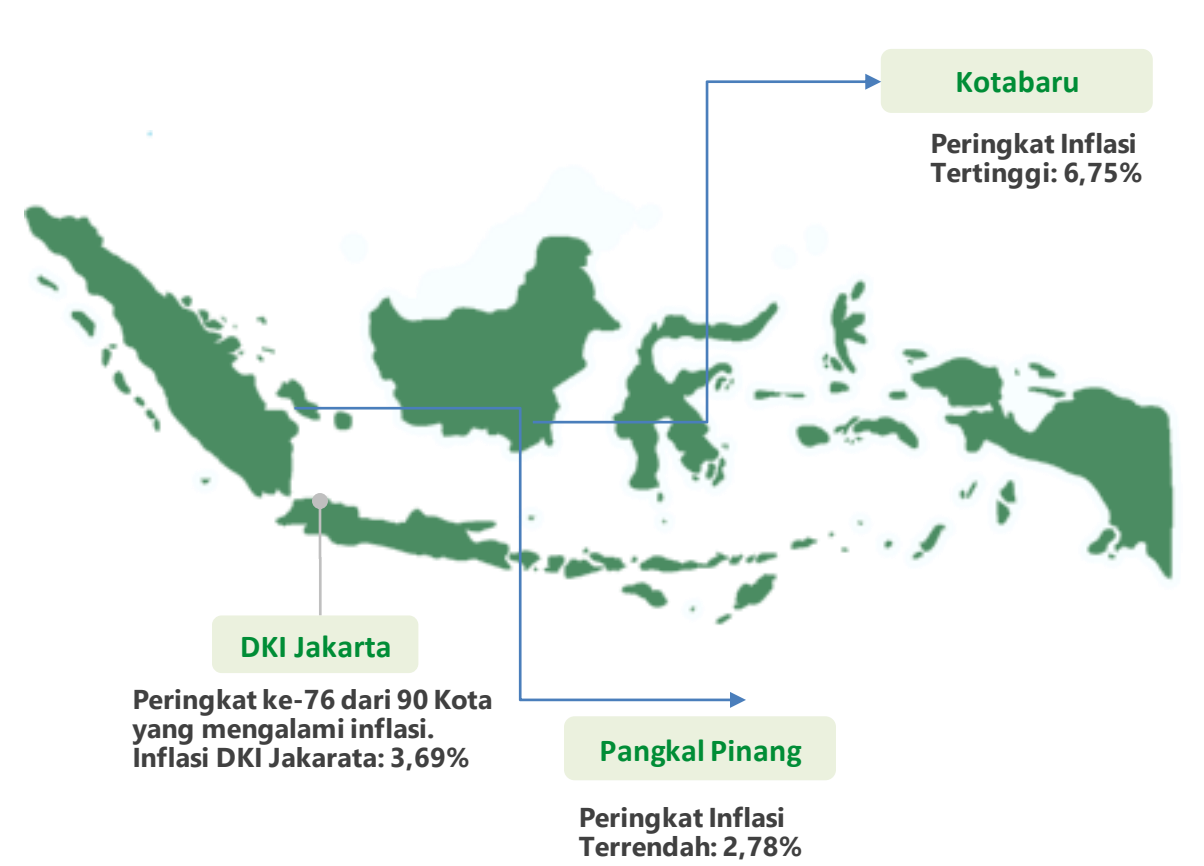 Kotabaru
Peringkat Inflasi
Tertinggi: 6,75%
DKI Jakarta
Peringkat ke-76 dari 90 Kota
yang mengalami inflasi.
Inflasi DKI Jakarata: 3,69%
Pangkal Pinang
Peringkat Inflasi
Terrendah: 2,78%